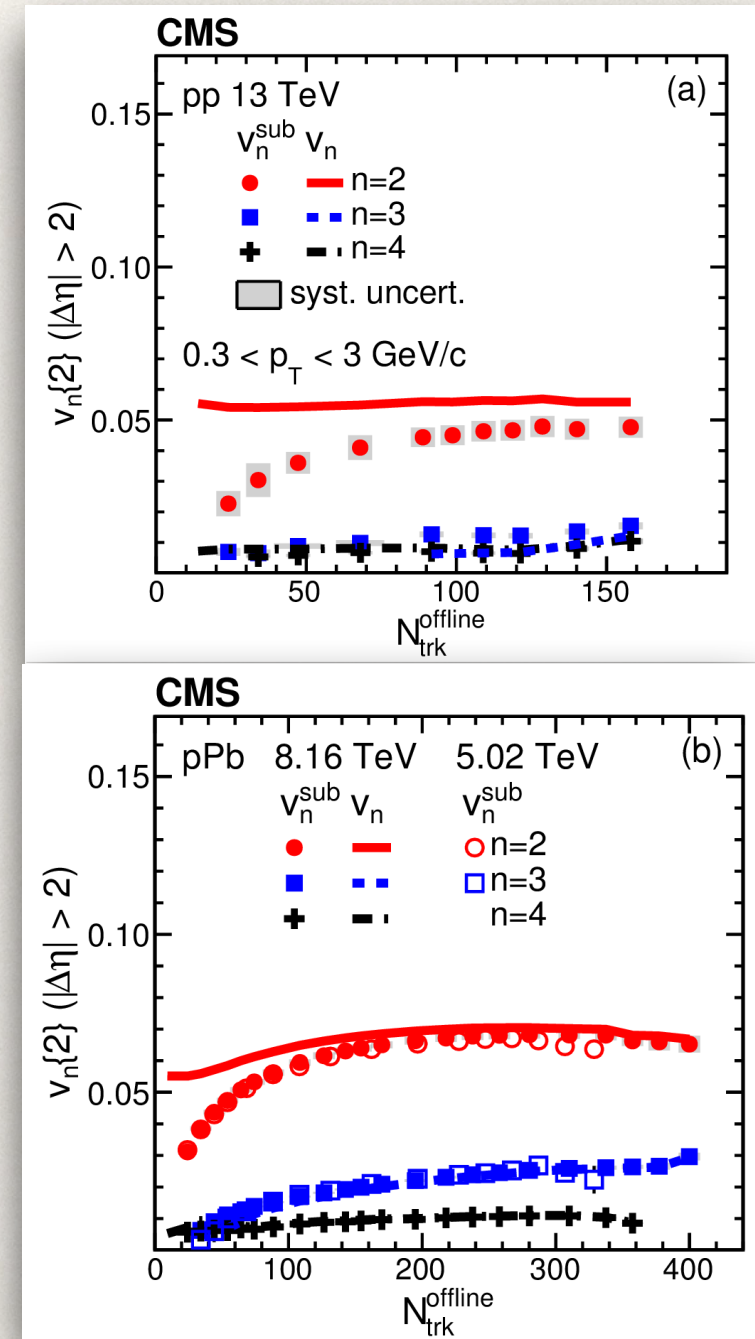 CMS
pp 13 TeV (a)
v_n^sub v_n
n=2
n=3
n=4
syst. uncert.
0.3 < p_T < 3 GeV/c
v_n{2} (|Δη| > 2)
0.15
0.10
0.05
0
0 50 100 150
N_trk^offline
CMS
pPb 8.16 TeV 5.02 TeV (b)
v_n^sub v_n v_n^sub
n=2
n=3
n=4
v_n{2} (|Δη| > 2)
0.15
0.10
0.05
0 100 200 300 400
N_trk^offline